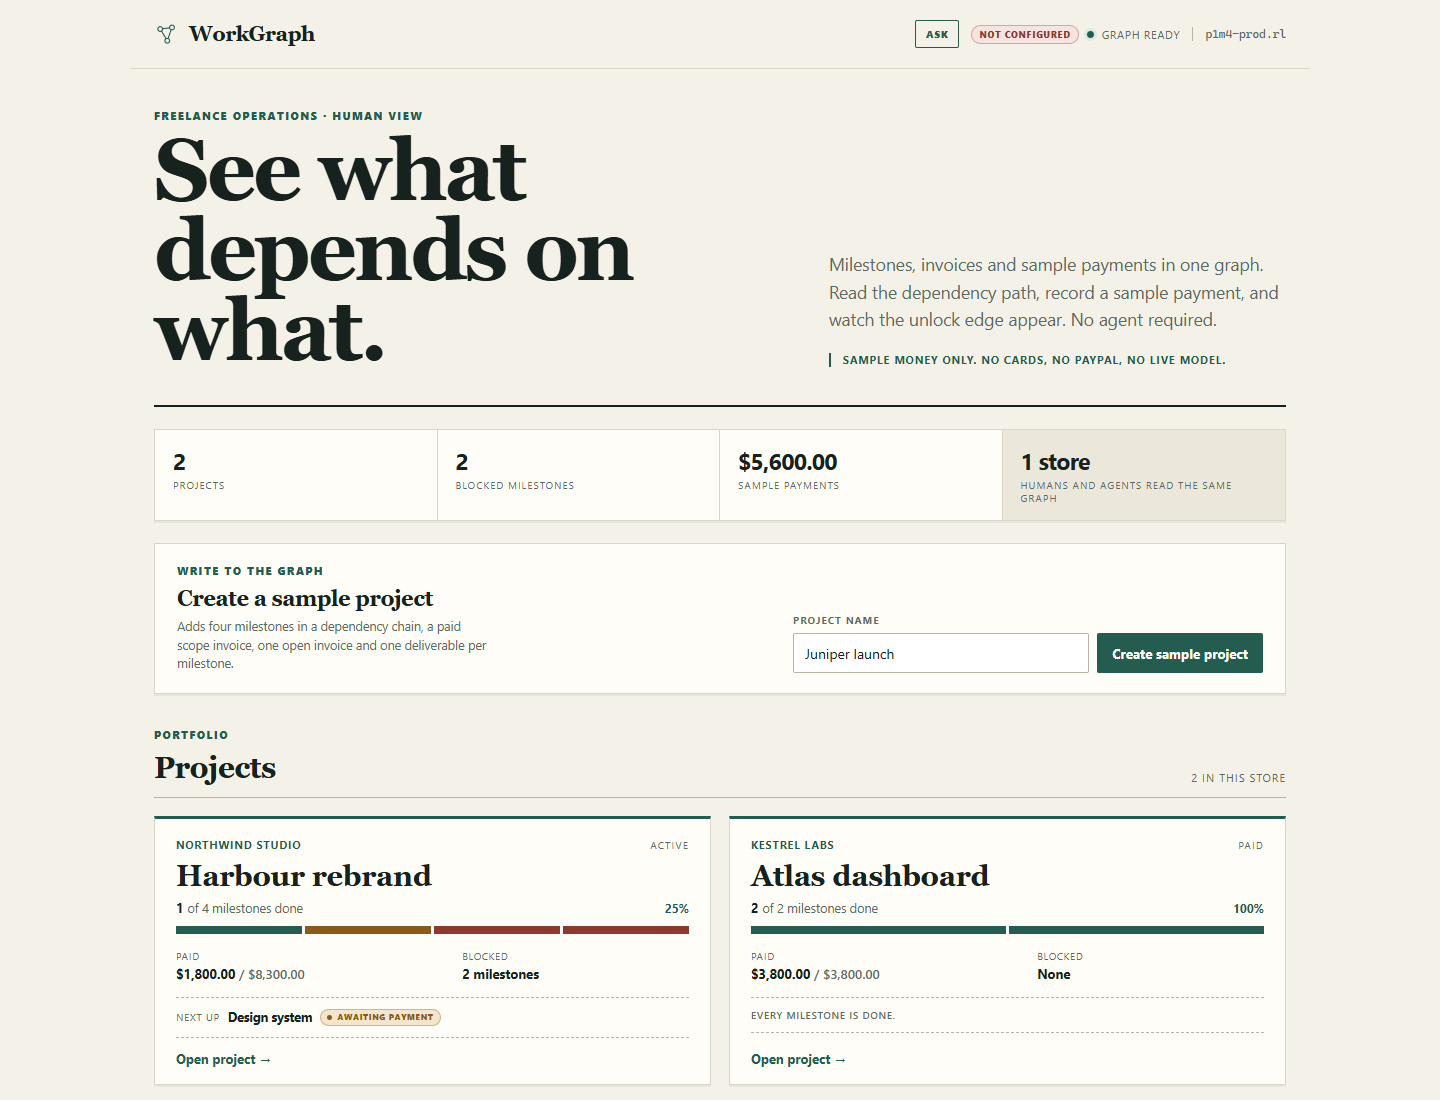 WorkGraph
ASK
NOT CONFIGURED
GRAPH READY
p1m4-prod.rl
FREELANCE OPERATIONS · HUMAN VIEW
See what
depends on
what.
Milestones, invoices and sample payments in one graph.
Read the dependency path, record a sample payment, and
watch the unlock edge appear. No agent required.
SAMPLE MONEY ONLY. NO CARDS, NO PAYPAL, NO LIVE MODEL.
2
PROJECTS
2
BLOCKED MILESTONES
$5,600.00
SAMPLE PAYMENTS
1 store
HUMANS AND AGENTS READ THE SAME
GRAPH
WRITE TO THE GRAPH
Create a sample project
Adds four milestones in a dependency chain, a paid
scope invoice, one open invoice and one deliverable per
milestone.
PROJECT NAME
Juniper launch
Create sample project
PORTFOLIO
Projects
2 IN THIS STORE
NORTHWIND STUDIO
ACTIVE
Harbour rebrand
1 of 4 milestones done
25%
PAID
$1,800.00 / $8,300.00
BLOCKED
2 milestones
NEXT UP Design system AWAITING PAYMENT
Open project →
KESTREL LABS
PAID
Atlas dashboard
2 of 2 milestones done
100%
PAID
$3,800.00 / $3,800.00
BLOCKED
None
EVERY MILESTONE IS DONE.
Open project →